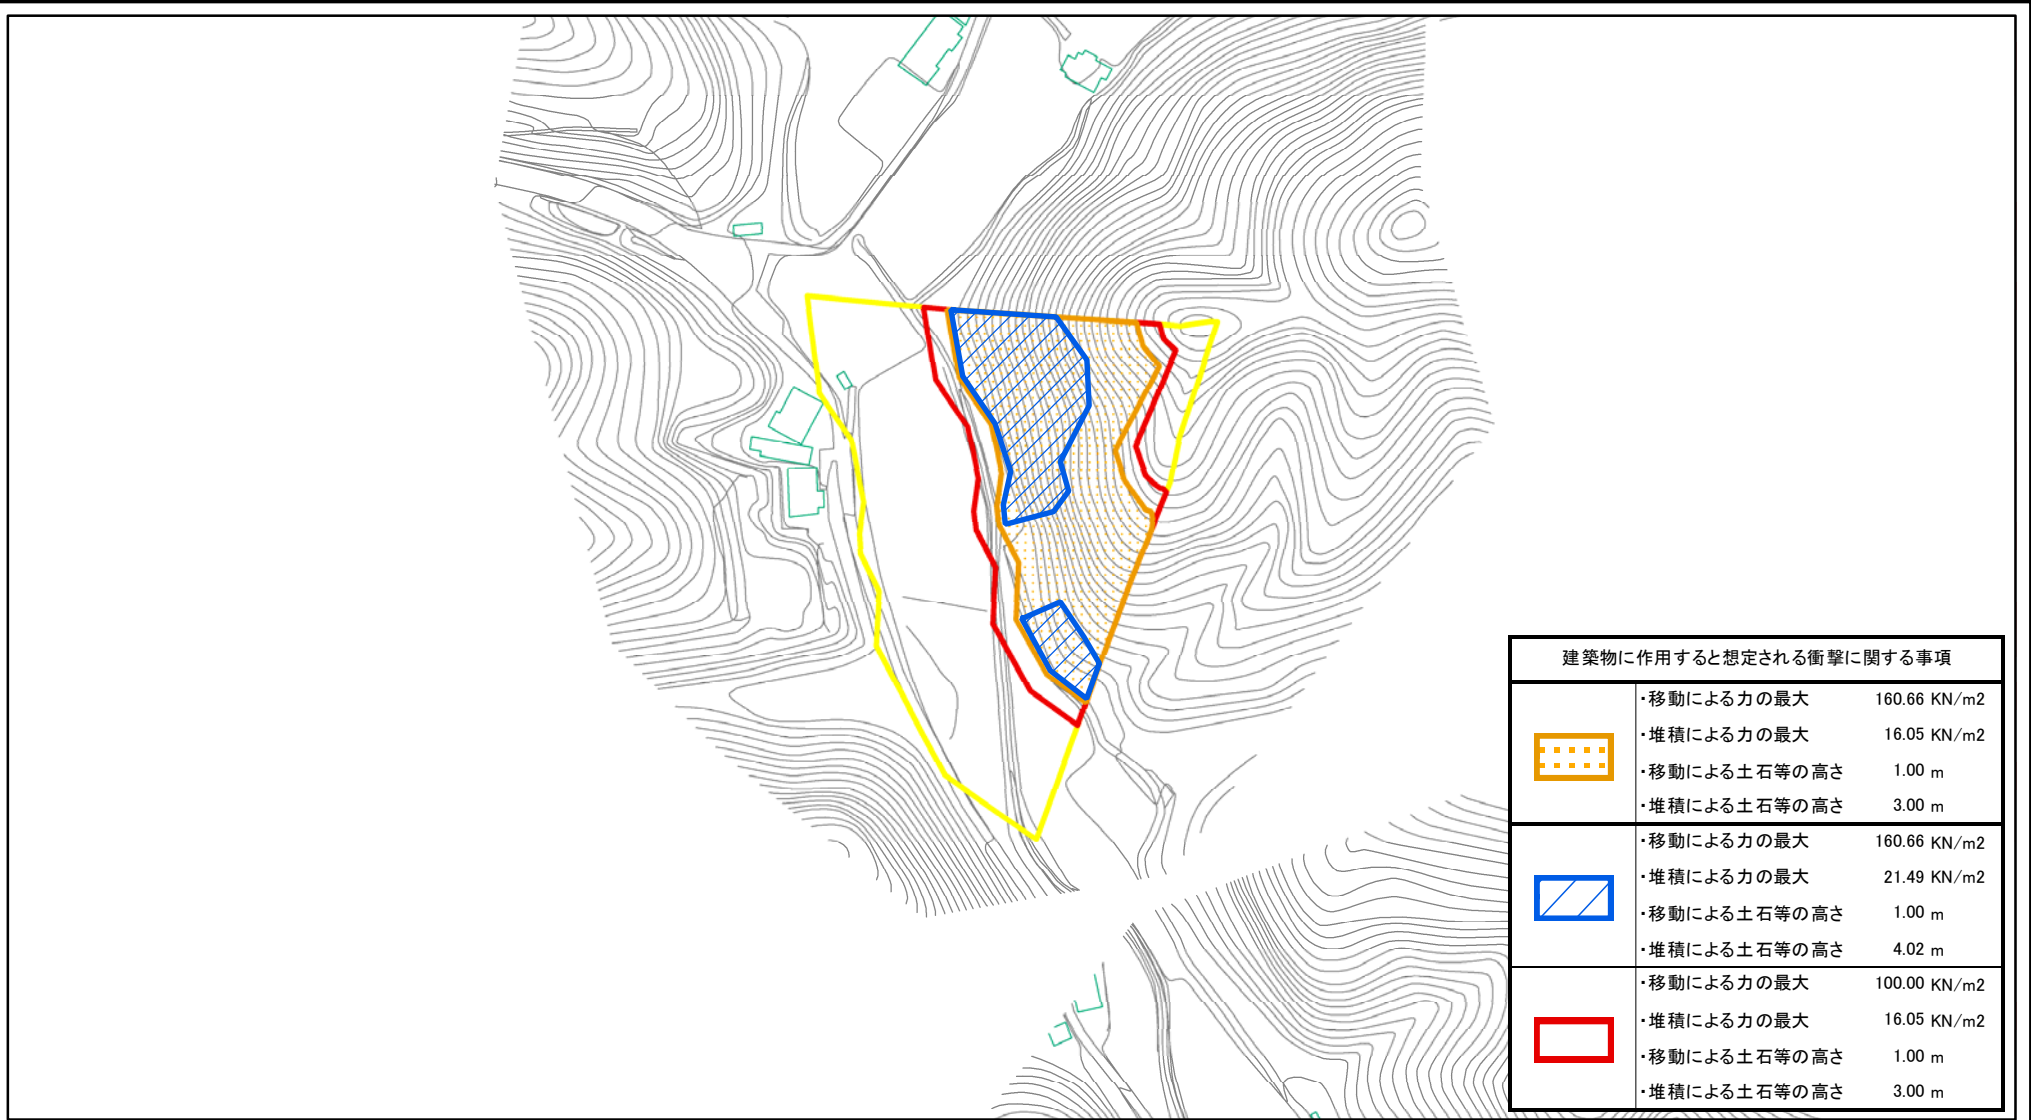 建築物に作用すると想定される衝撃に関する事項
・移動による力の最大 160.66 KN/m2
・堆積による力の最大 16.05 KN/m2
・移動による土石等の高さ 1.00 m
・堆積による土石等の高さ 3.00 m
・移動による力の最大 160.66 KN/m2
・堆積による力の最大 21.49 KN/m2
・移動による土石等の高さ 1.00 m
・堆積による土石等の高さ 4.02 m
・移動による力の最大 100.00 KN/m2
・堆積による力の最大 16.05 KN/m2
・移動による土石等の高さ 1.00 m
・堆積による土石等の高さ 3.00 m